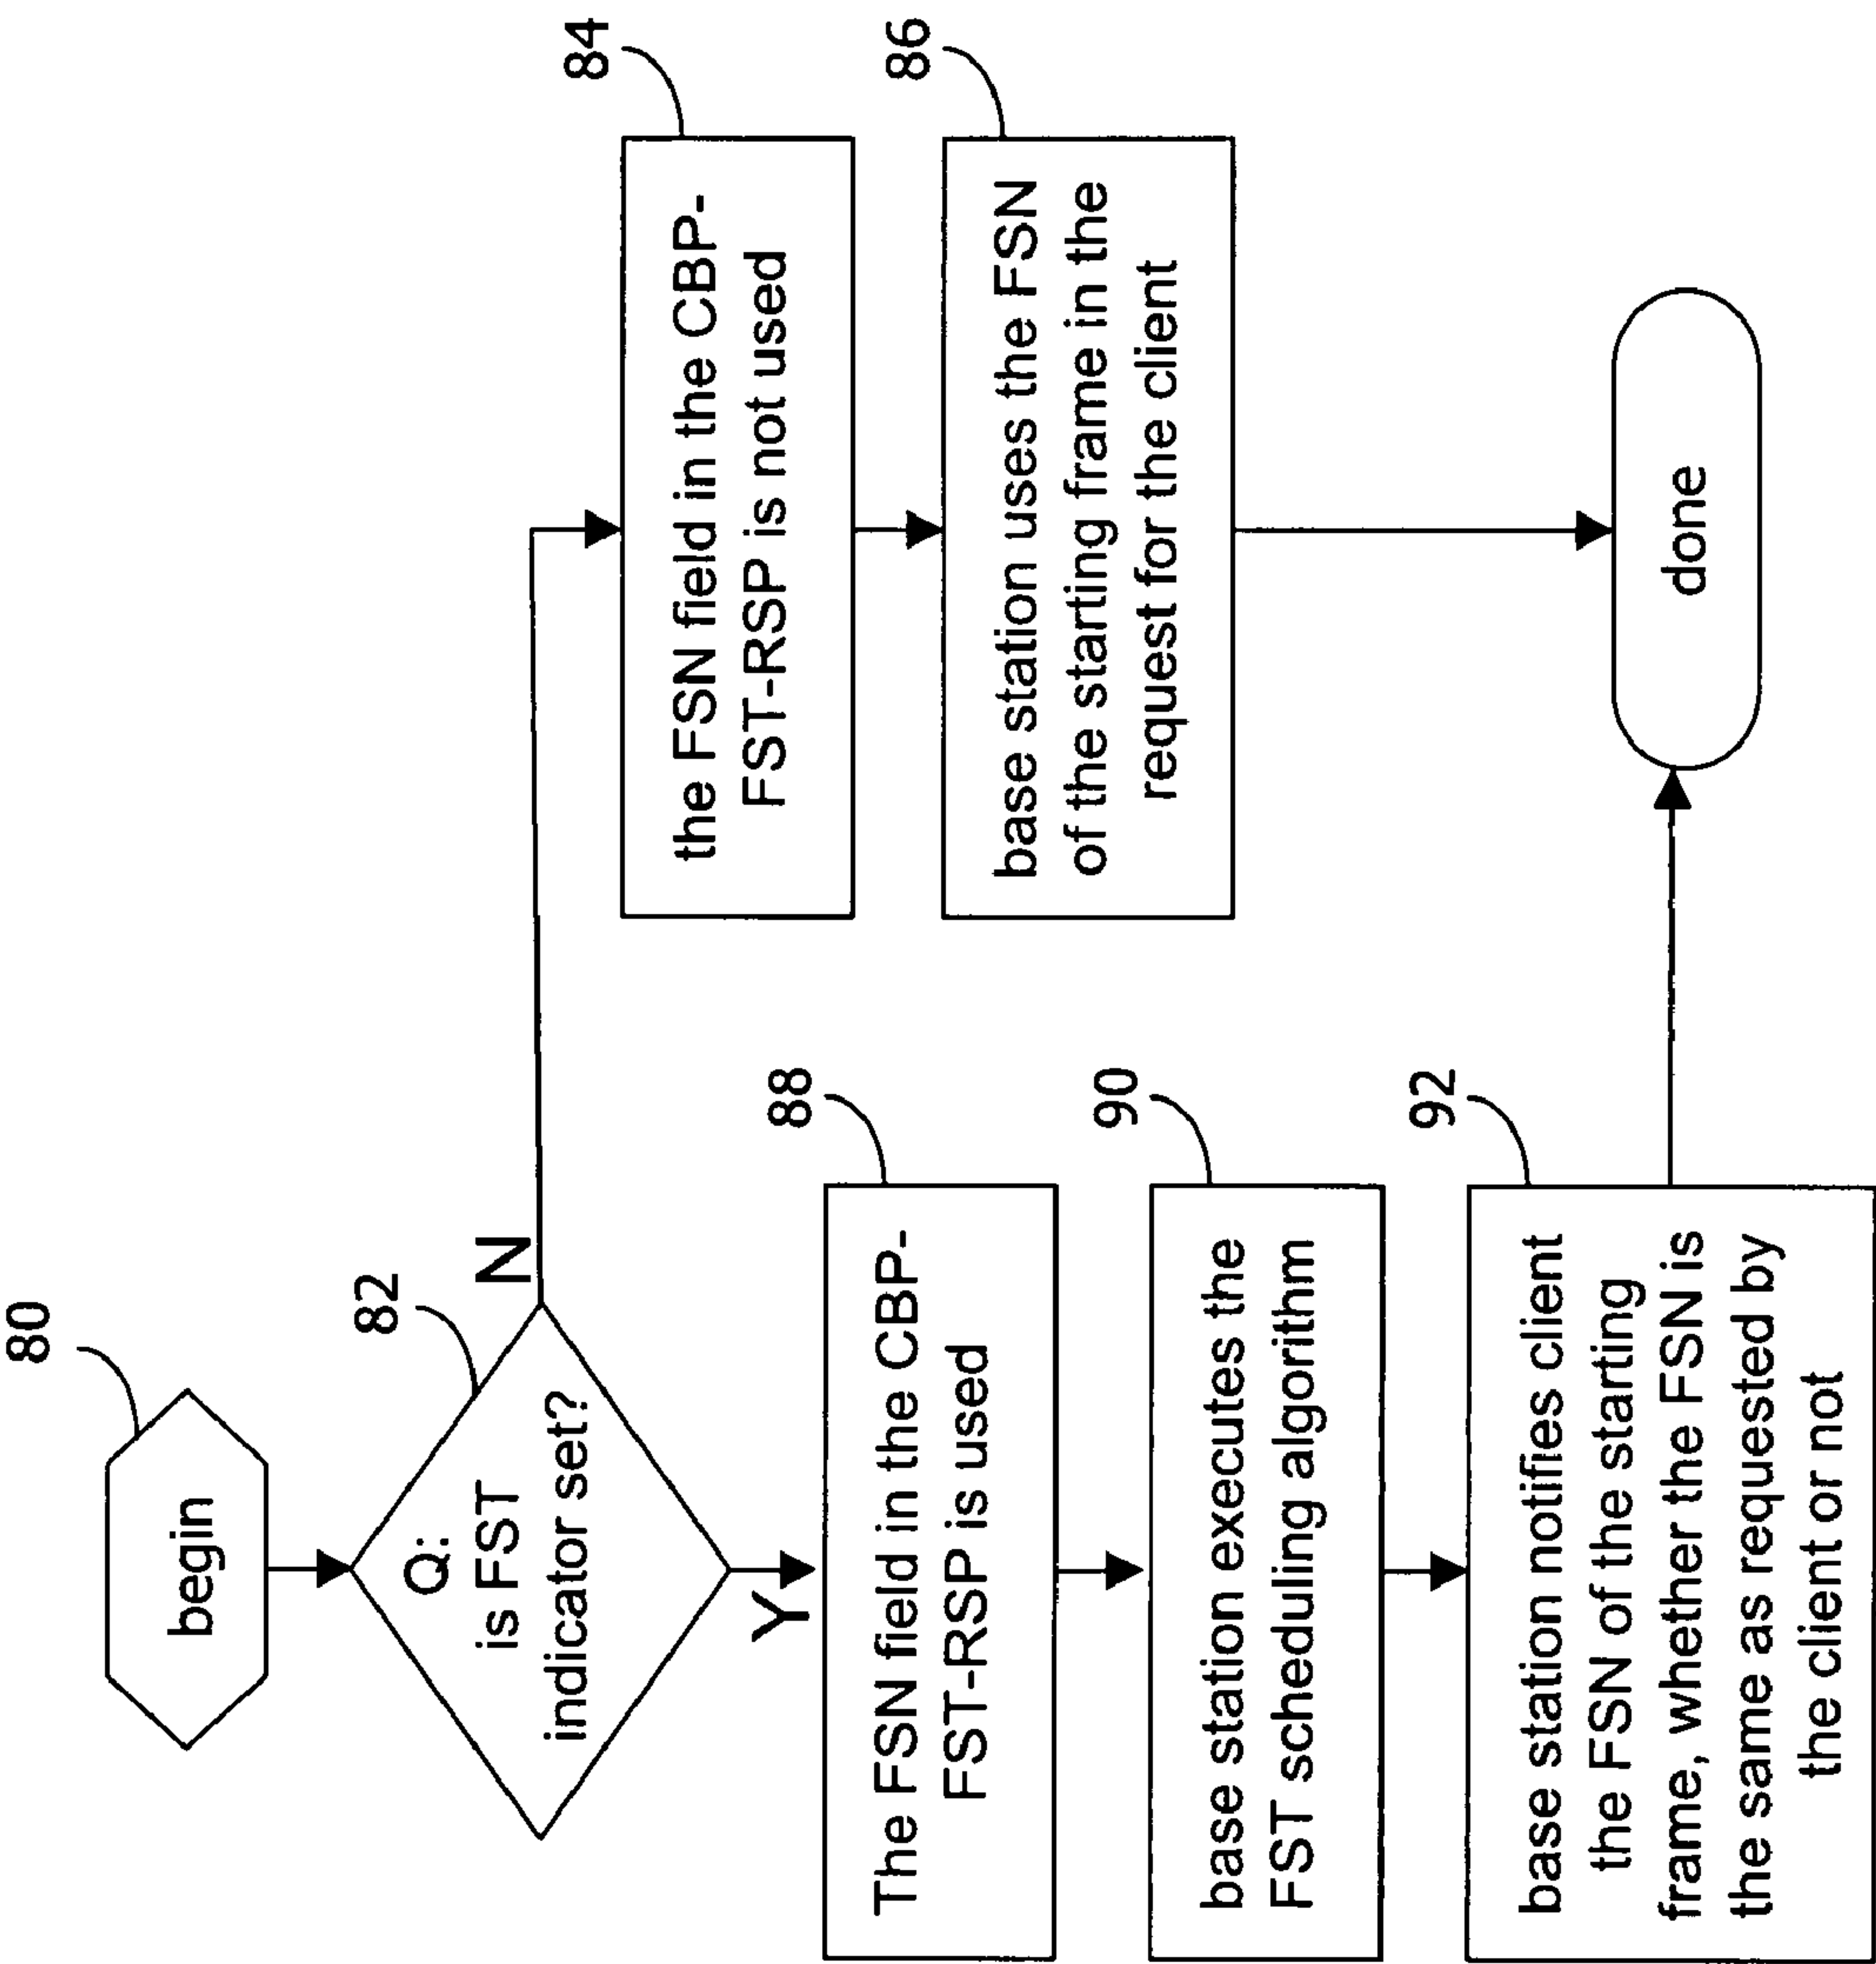 80
begin
82
Q:
is FST
indicator set?
N
Y
84
the FSN field in the CBP-
FST-RSP is not used
86
base station uses the FSN
of the starting frame in the
request for the client
88
The FSN field in the CBP-
FST-RSP is used
90
base station executes the
FST scheduling algorithm
92
base station notifies client
the FSN of the starting
frame, whether the FSN is
the same as requested by
the client or not
done